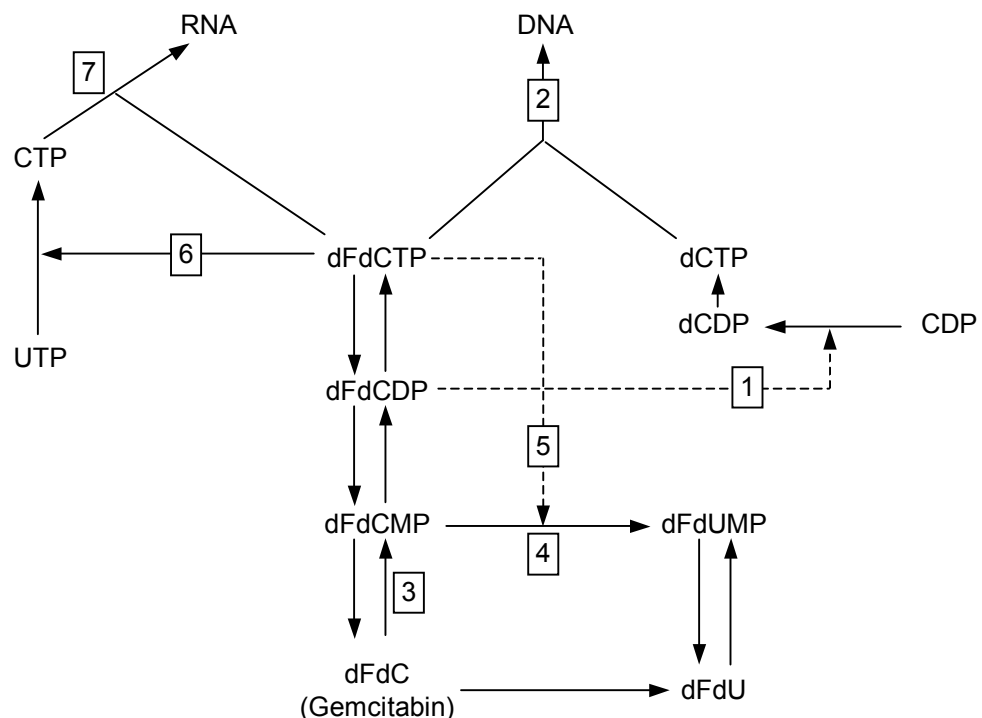 RNA
DNA
7
2
CTP
6
dFdCTP
dCTP
dCDP
CDP
UTP
dFdCDP
1
5
dFdCMP
dFdUMP
4
3
dFdC
(Gemcitabin)
dFdU